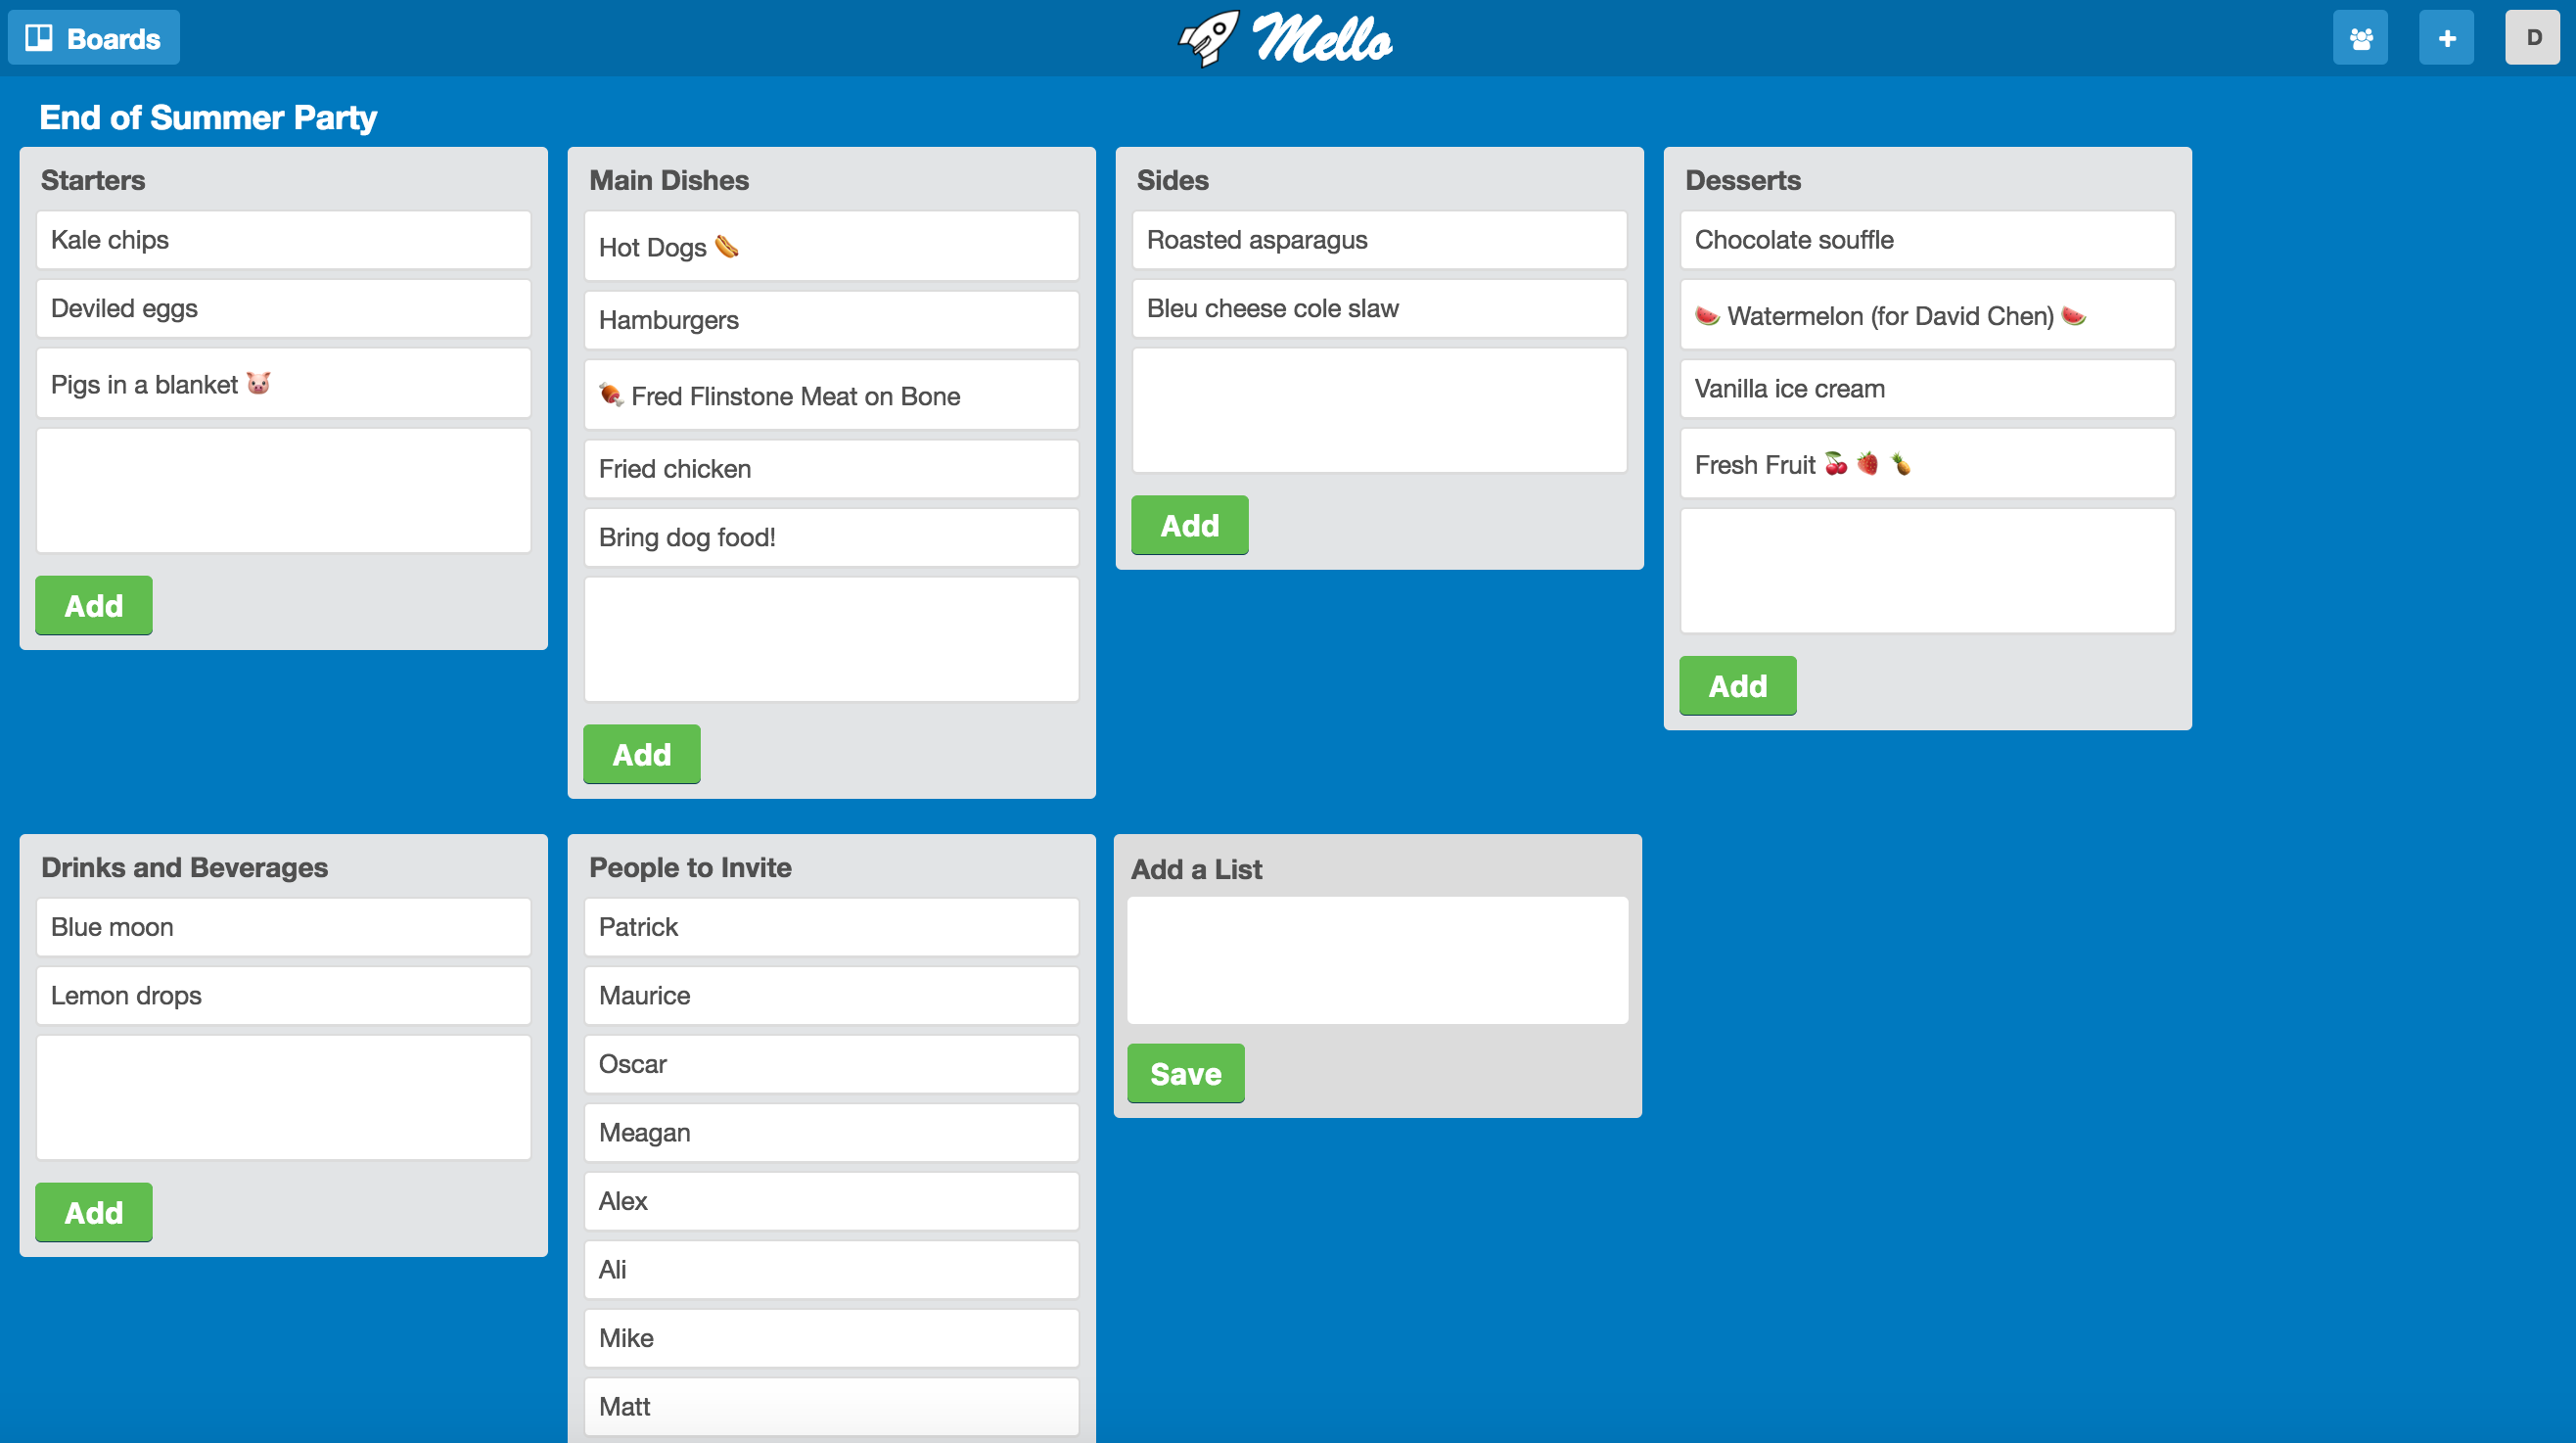 Boards
Mello
D
End of Summer Party
Starters
Kale chips
Deviled eggs
Pigs in a blanket 🐷
Add
Main Dishes
Hot Dogs 🌭
Hamburgers
🍖 Fred Flinstone Meat on Bone
Fried chicken
Bring dog food!
Add
Sides
Roasted asparagus
Bleu cheese cole slaw
Add
Desserts
Chocolate souffle
🍉 Watermelon (for David Chen) 🍉
Vanilla ice cream
Fresh Fruit 🍒 🍓 🍍
Add
Drinks and Beverages
Blue moon
Lemon drops
Add
People to Invite
Patrick
Maurice
Oscar
Meagan
Alex
Ali
Mike
Matt
Add a List
Save